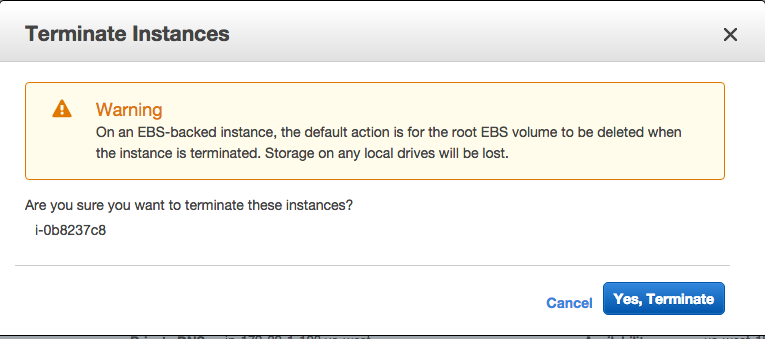 Terminate Instances
Warning
On an EBS-backed instance, the default action is for the root EBS volume to be deleted when
the instance is terminated. Storage on any local drives will be lost.
Are you sure you want to terminate these instances?
i-0b8237c8
Cancel
Yes, Terminate